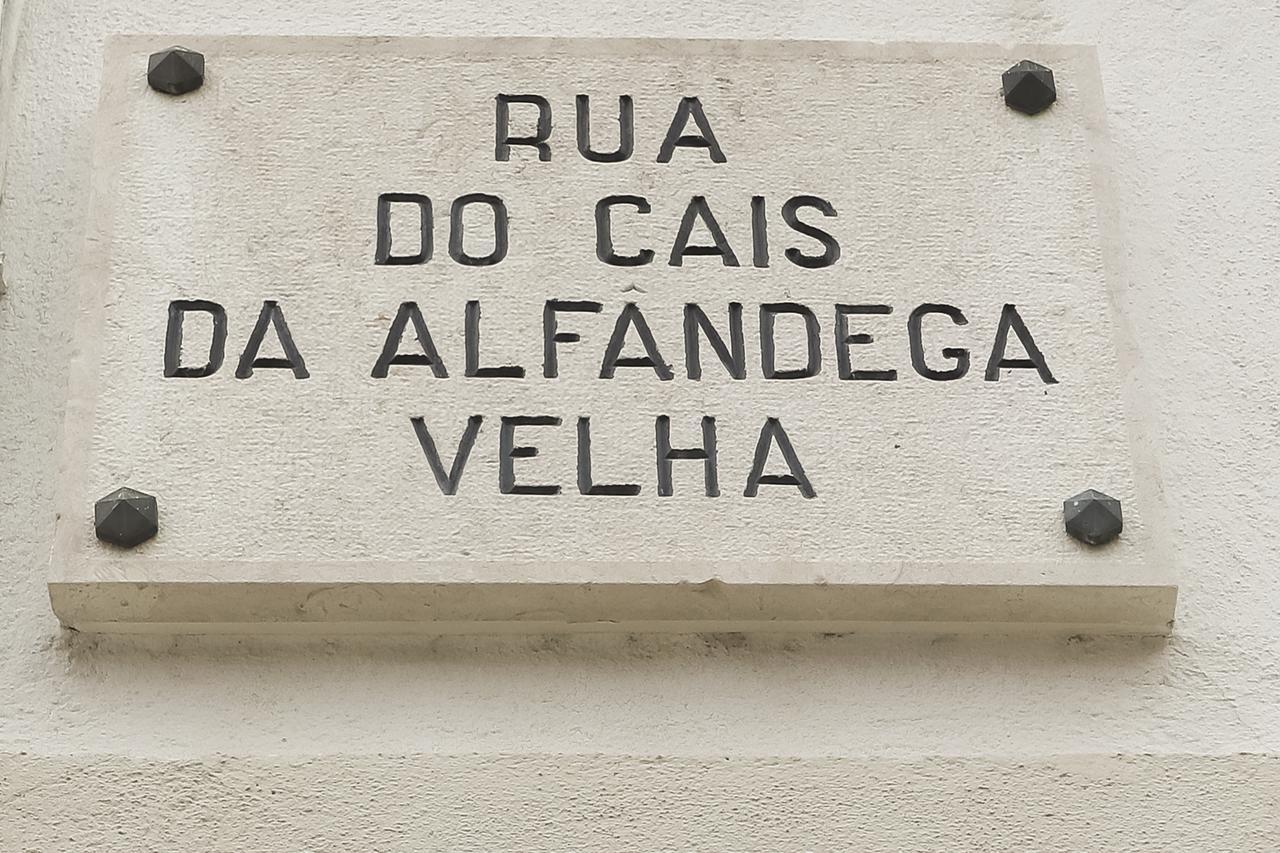 RUA
DO CAIS
DA ALFÂNDEGA
VELHA